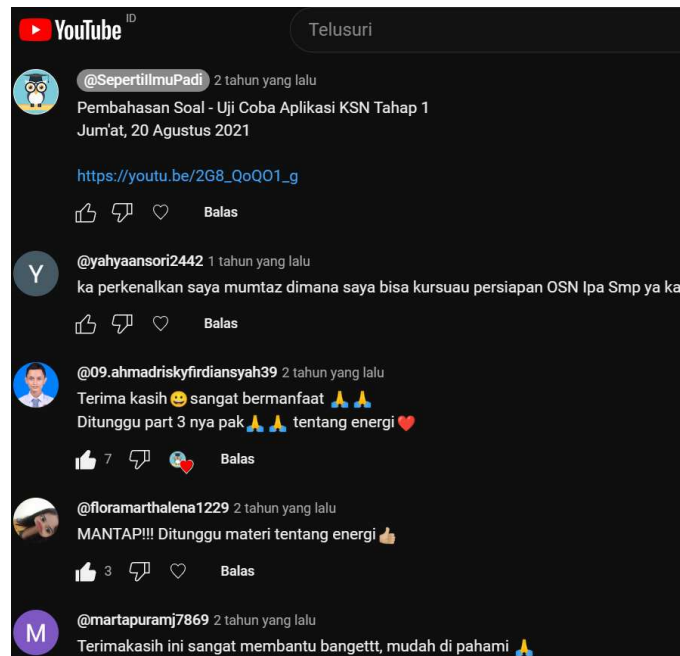 YouTube ID
Telusuri
@SepertiIlmuPadi 2 tahun yang lalu
Pembahasan Soal - Uji Coba Aplikasi KSN Tahap 1
Jum'at, 20 Agustus 2021
https://youtu.be/2G8_QoQO1_g
Balas
Y
@yahyaansori2442 1 tahun yang lalu
ka perkenalkan saya mumtaz dimana saya bisa kursuau persiapan OSN Ipa Smp ya ka
Balas
@09.ahmadriskyfirdiansyah39 2 tahun yang lalu
Terima kasih😀sangat bermanfaat 🙏 🙏
Ditunggu part 3 nya pak🙏 🙏 tentang energi❤️
7 Balas
@floramarthalena1229 2 tahun yang lalu
MANTAP!!! Ditunggu materi tentang energi👍🏼
3 Balas
M
@martapuramj7869 2 tahun yang lalu
Terimakasih ini sangat membantu bangettt, mudah di pahami 🙏